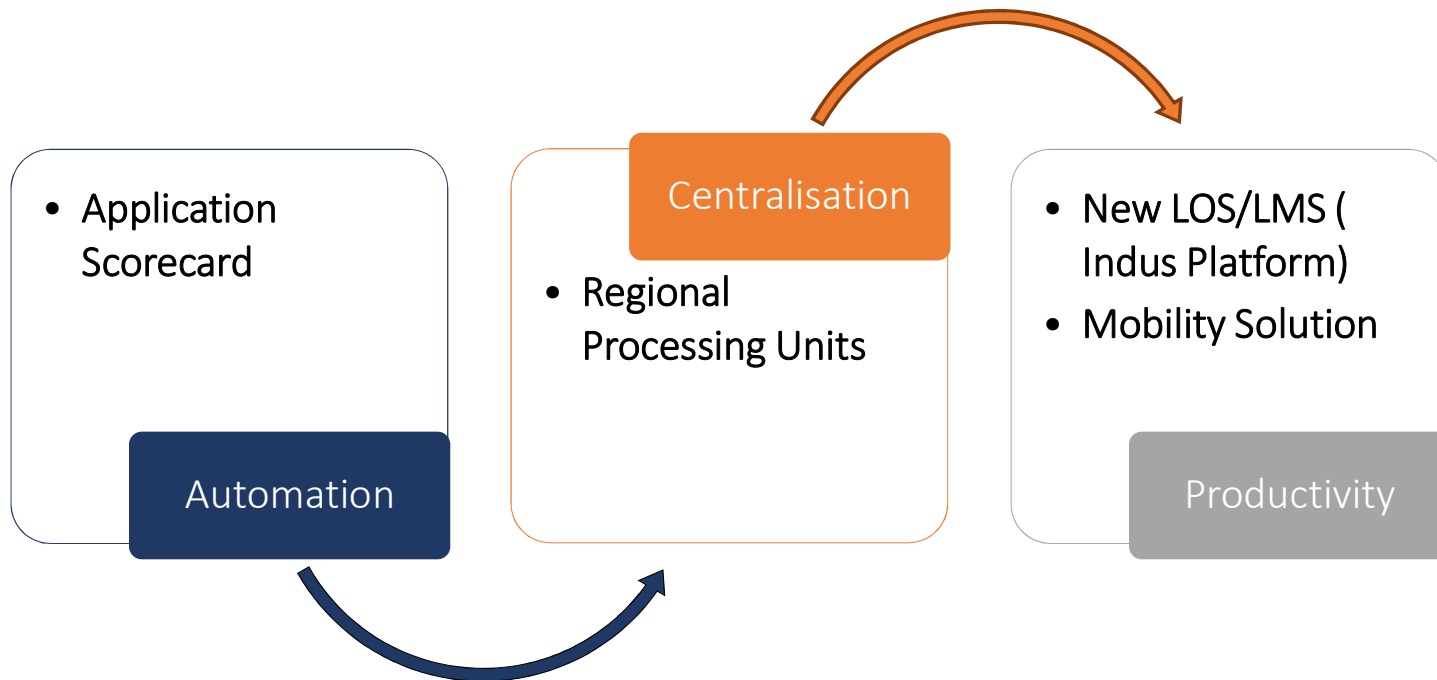 • Application
Scorecard
Automation
Centralisation
• Regional
Processing Units
• New LOS/LMS (
Indus Platform)
• Mobility Solution
Productivity